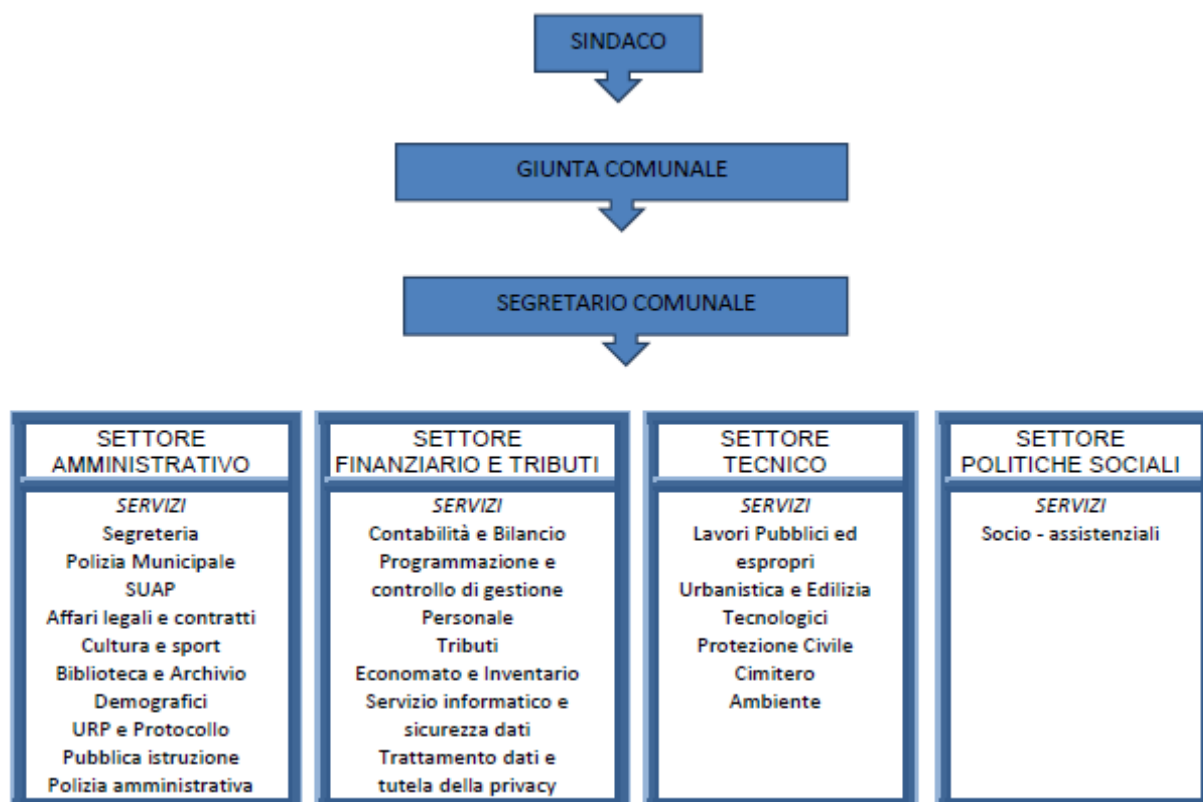 SINDACO
GIUNTA COMUNALE
SEGRETARIO COMUNALE
SETTORE
AMMINISTRATIVO
SERVIZI
Segreteria
Polizia Municipale
SUAP
Affari legali e contratti
Cultura e sport
Biblioteca e Archivio
Demografici
URP e Protocollo
Pubblica istruzione
Polizia amministrativa
SETTORE
FINANZIARIO E TRIBUTI
SERVIZI
Contabilità e Bilancio
Programmazione e
controllo di gestione
Personale
Tributi
Economato e Inventario
Servizio informatico e
sicurezza dati
Trattamento dati e
tutela della privacy
SETTORE
TECNICO
SERVIZI
Lavori Pubblici ed
espropri
Urbanistica e Edilizia
Tecnologici
Protezione Civile
Cimitero
Ambiente
SETTORE
POLITICHE SOCIALI
SERVIZI
Socio - assistenziali